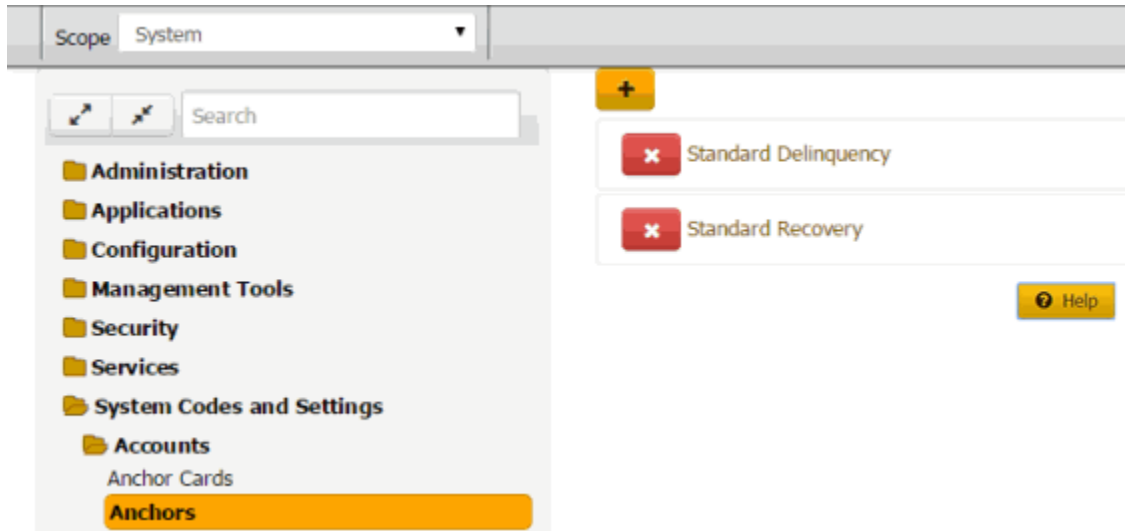 Scope System
Search
Administration
Applications
Configuration
Management Tools
Security
Services
System Codes and Settings
Accounts
Anchor Cards
Anchors
Standard Delinquency
Standard Recovery
Help